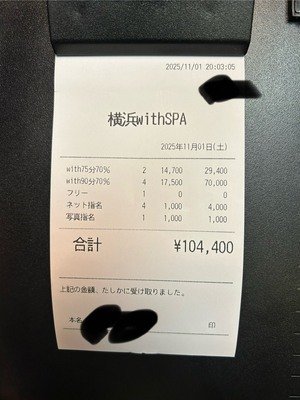 2025/11/01 20:03:05
横浜withSPA
2025年11月01日(土)
with75分70% 2 14,700 29,400
with90分70% 4 17,500 70,000
フリー 1 0 0
ネット指名 4 1,000 4,000
写真指名 1 1,000 1,000
合計 ¥104,400
上記の金額、たしかに受け取りました。
本名 印